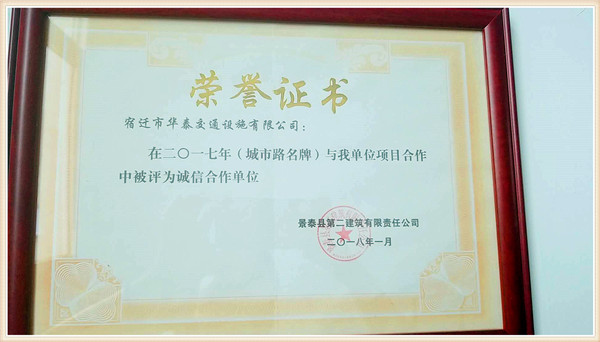 荣誉证书
宿迁市华泰交通设施有限公司：
在二〇一七年（城市路名牌）与我单位项目合作
中被评为诚信合作单位
景泰县第二建筑有限责任公司
二〇一八年一月